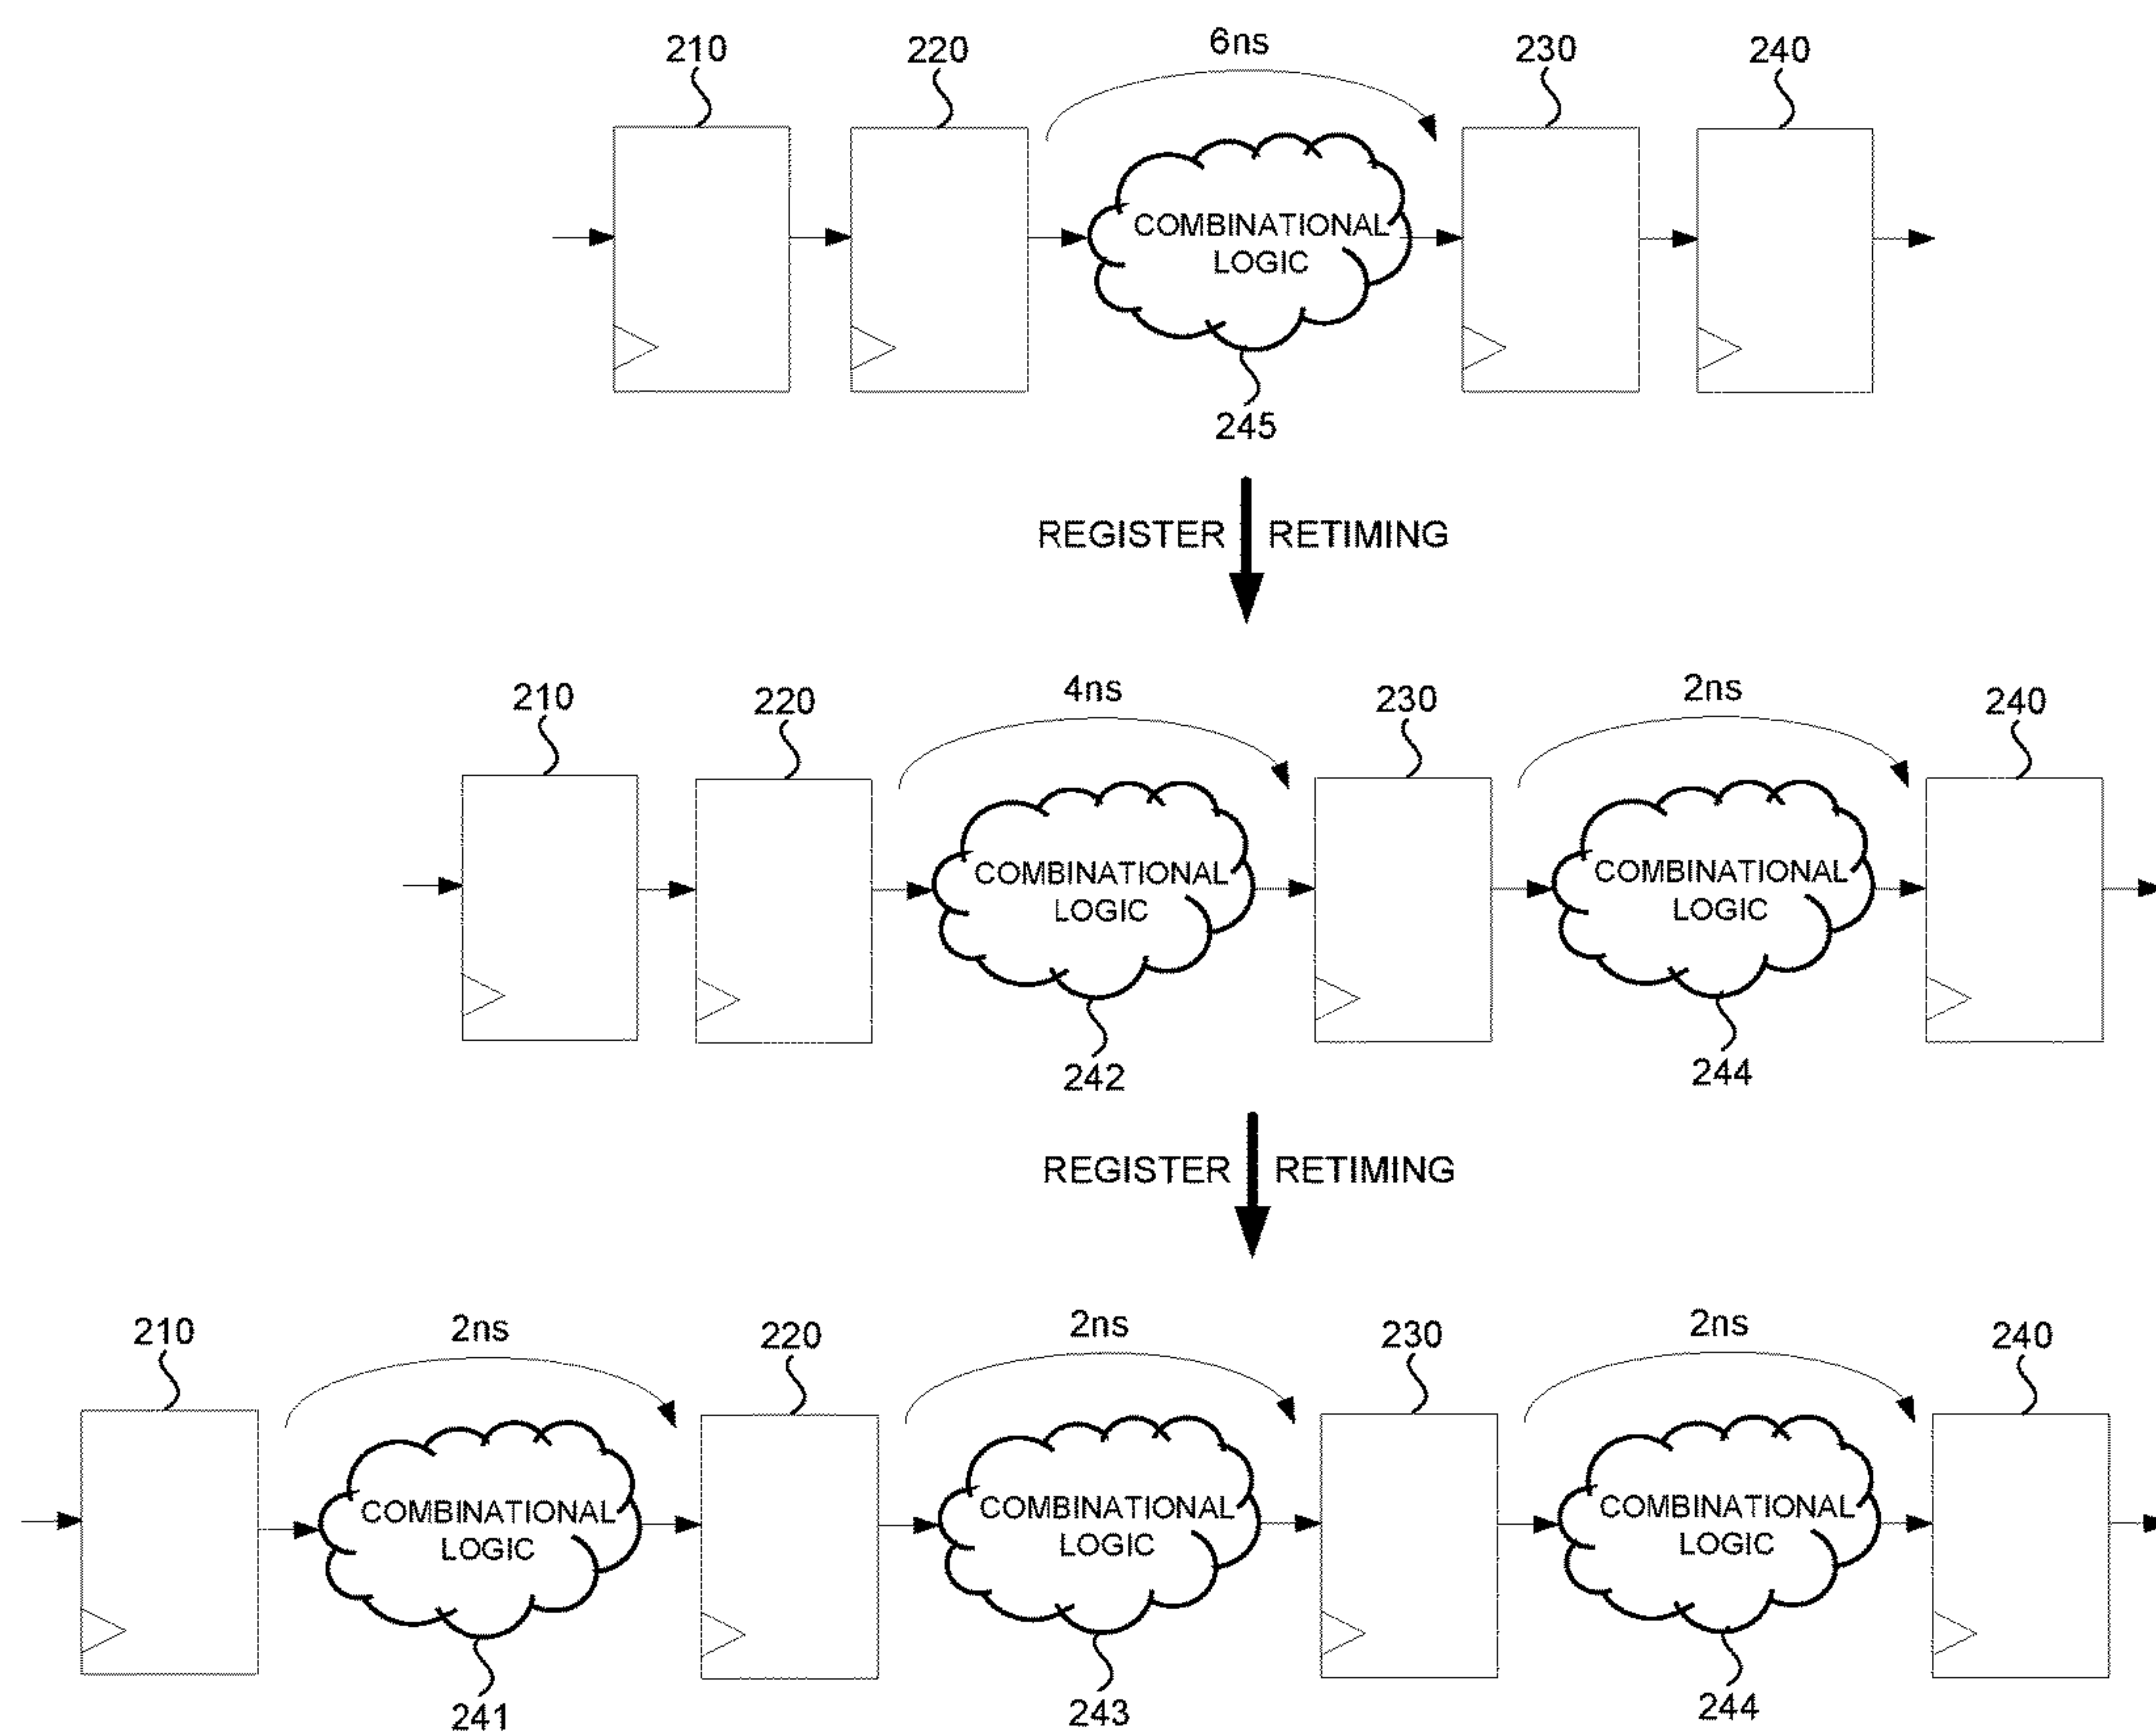 210 220 6ns 230 240
COMBINATIONAL
LOGIC
245
REGISTER RETIMING
210 220 4ns 230 2ns 240
COMBINATIONAL COMBINATIONAL
LOGIC LOGIC
242 244
REGISTER RETIMING
210 2ns 220 2ns 230 2ns 240
COMBINATIONAL COMBINATIONAL COMBINATIONAL
LOGIC LOGIC LOGIC
241 243 244